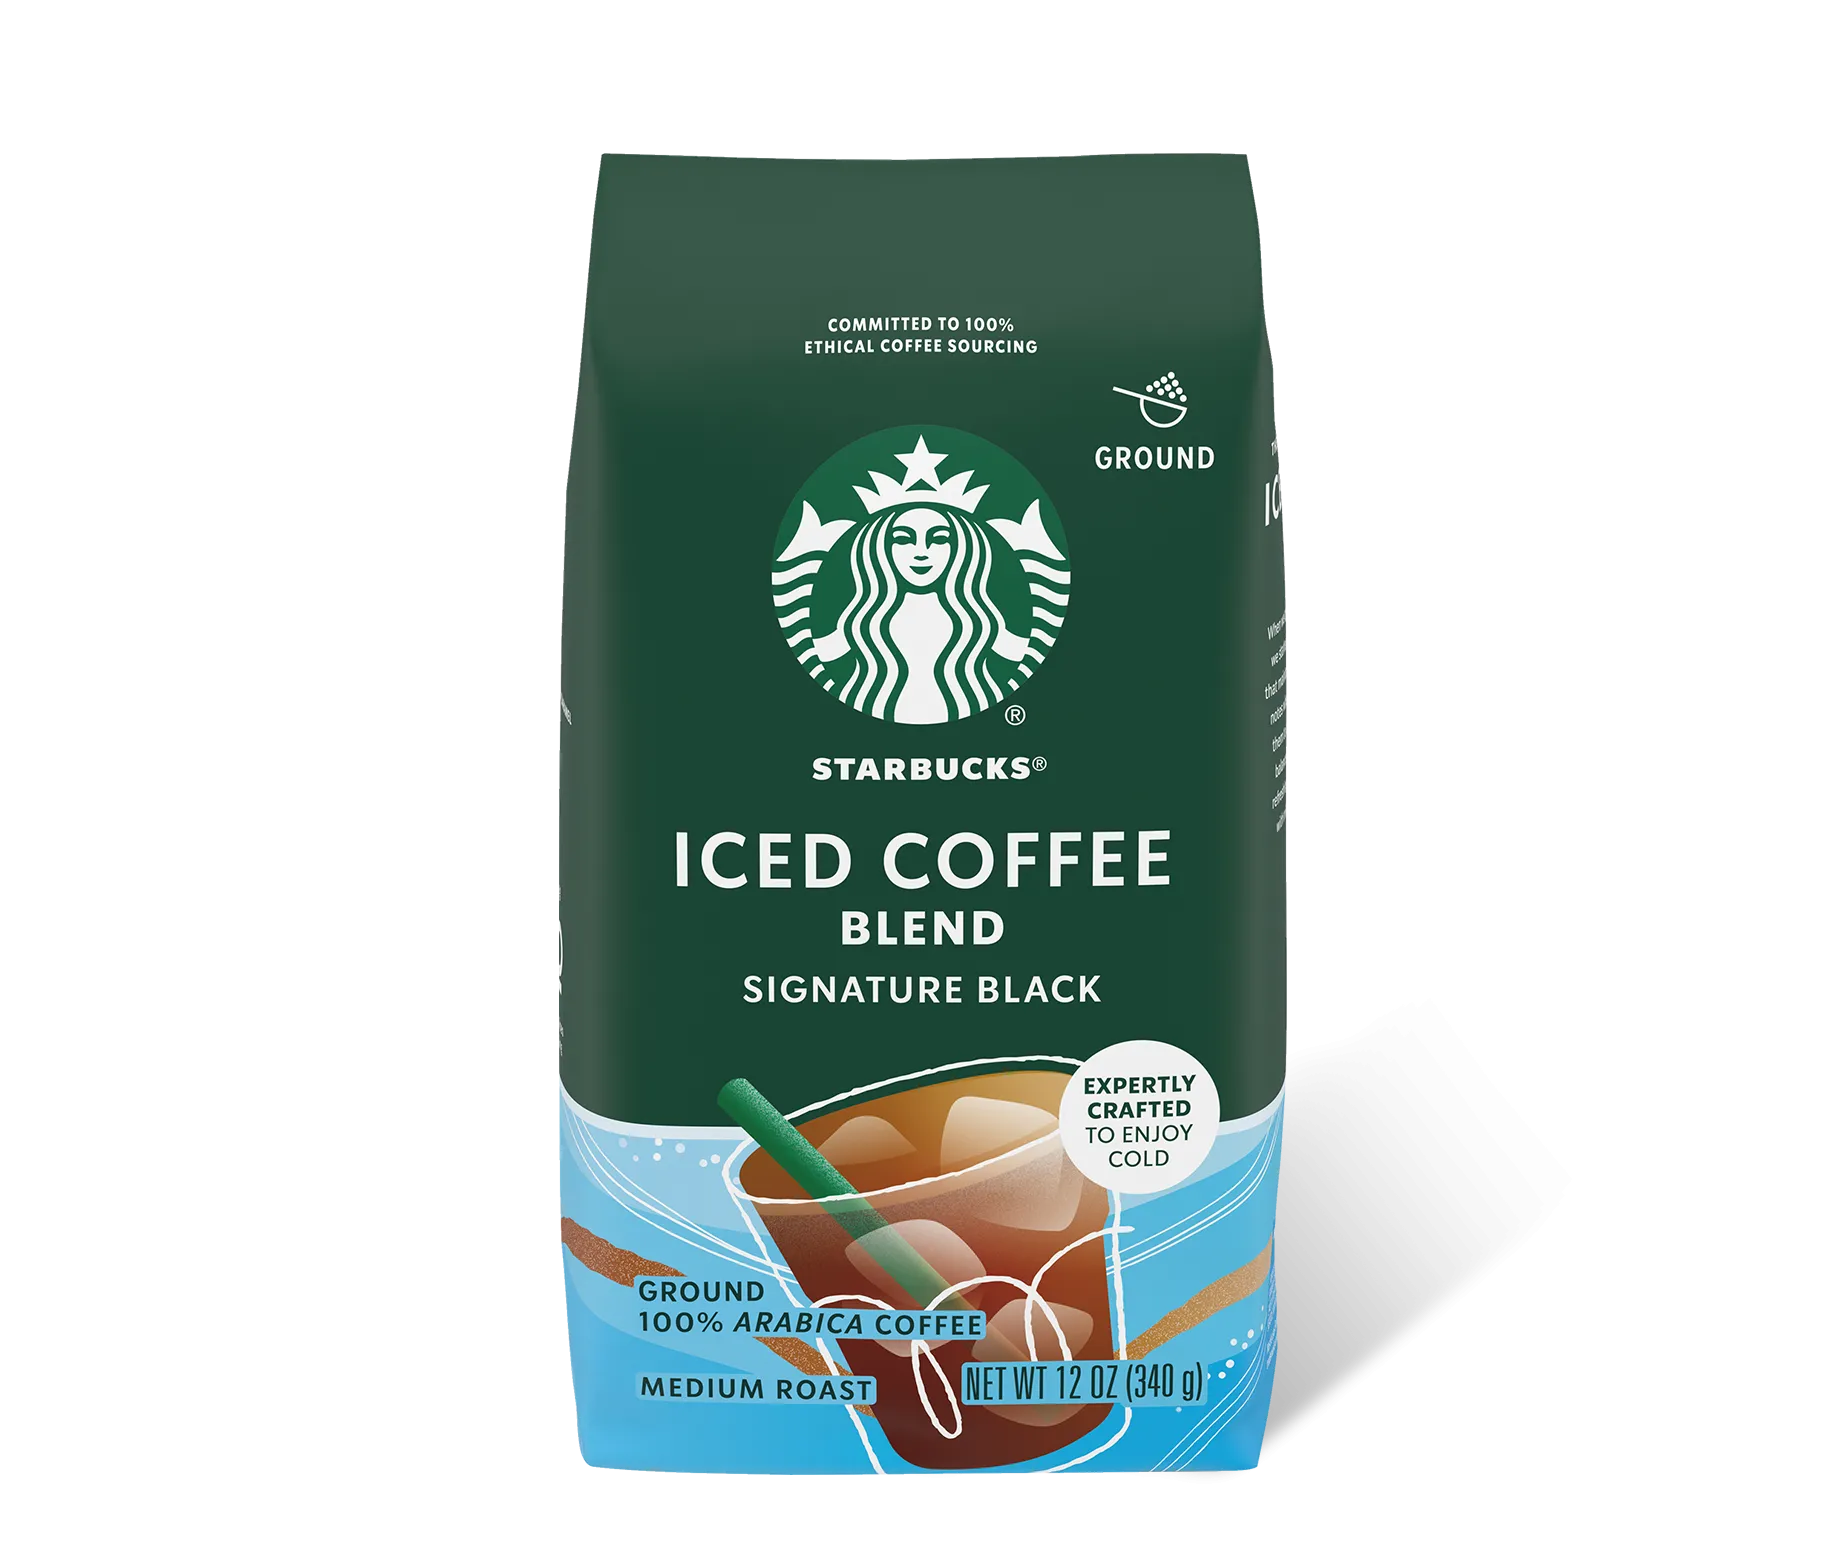 COMMITTED TO 100%
ETHICAL COFFEE SOURCING
GROUND
®
STARBUCKS®
ICED COFFEE
BLEND
SIGNATURE BLACK
EXPERTLY
CRAFTED
TO ENJOY
COLD
GROUND
100% ARABICA COFFEE
MEDIUM ROAST
NET WT 12 OZ (340 g)